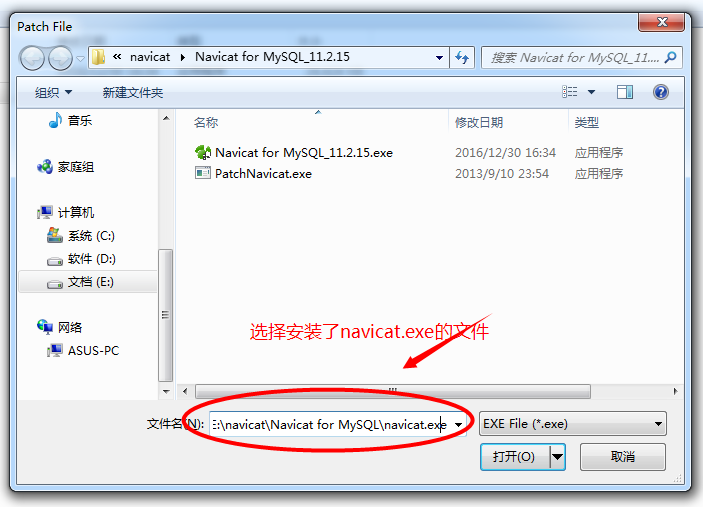 Patch File
« navicat ▸ Navicat for MySQL_11.2.15
搜索 Navicat for MySQL_11....
组织 新建文件夹
名称 修改日期 类型
音乐
家庭组
计算机
系统 (C:)
软件 (D:)
文档 (E:)
网络
ASUS-PC
Navicat for MySQL_11.2.15.exe 2016/12/30 16:34 应用程序
PatchNavicat.exe 2013/9/10 23:54 应用程序
选择安装了navicat.exe的文件
文件名(N): E:\navicat\Navicat for MySQL\navicat.exe EXE File (*.exe)
打开(O) 取消